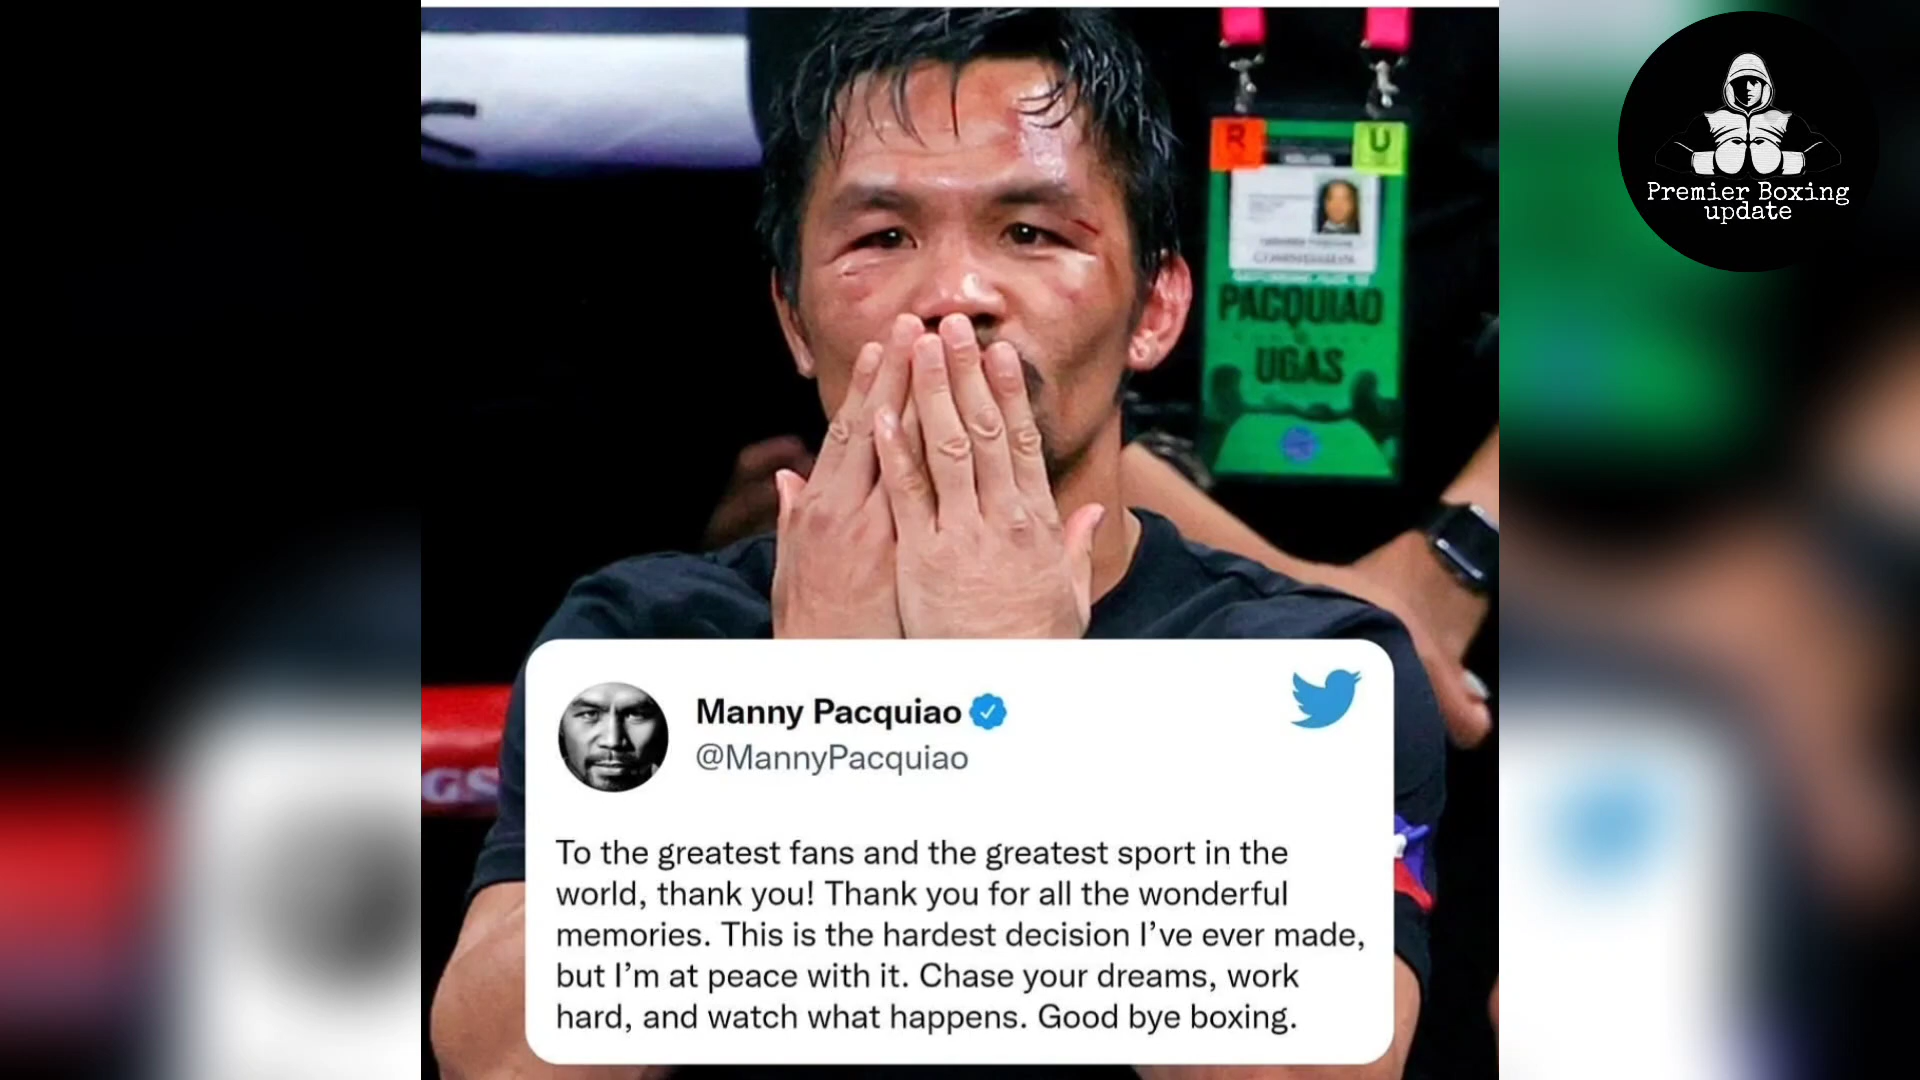 R
U
PACQUIAO
UGAS
Premier Boxing
update
GS
Manny Pacquiao
@MannyPacquiao
To the greatest fans and the greatest sport in the
world, thank you! Thank you for all the wonderful
memories. This is the hardest decision I’ve ever made,
but I’m at peace with it. Chase your dreams, work
hard, and watch what happens. Good bye boxing.